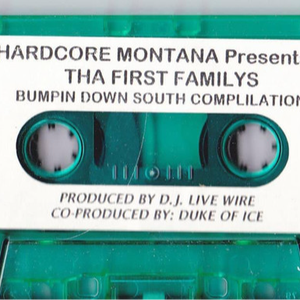 HARDCORE MONTANA Present
THA FIRST FAMILYS
BUMPIN DOWN SOUTH COMPLILATION
PRODUCED BY D.J. LIVE WIRE
CO-PRODUCED BY: DUKE OF ICE